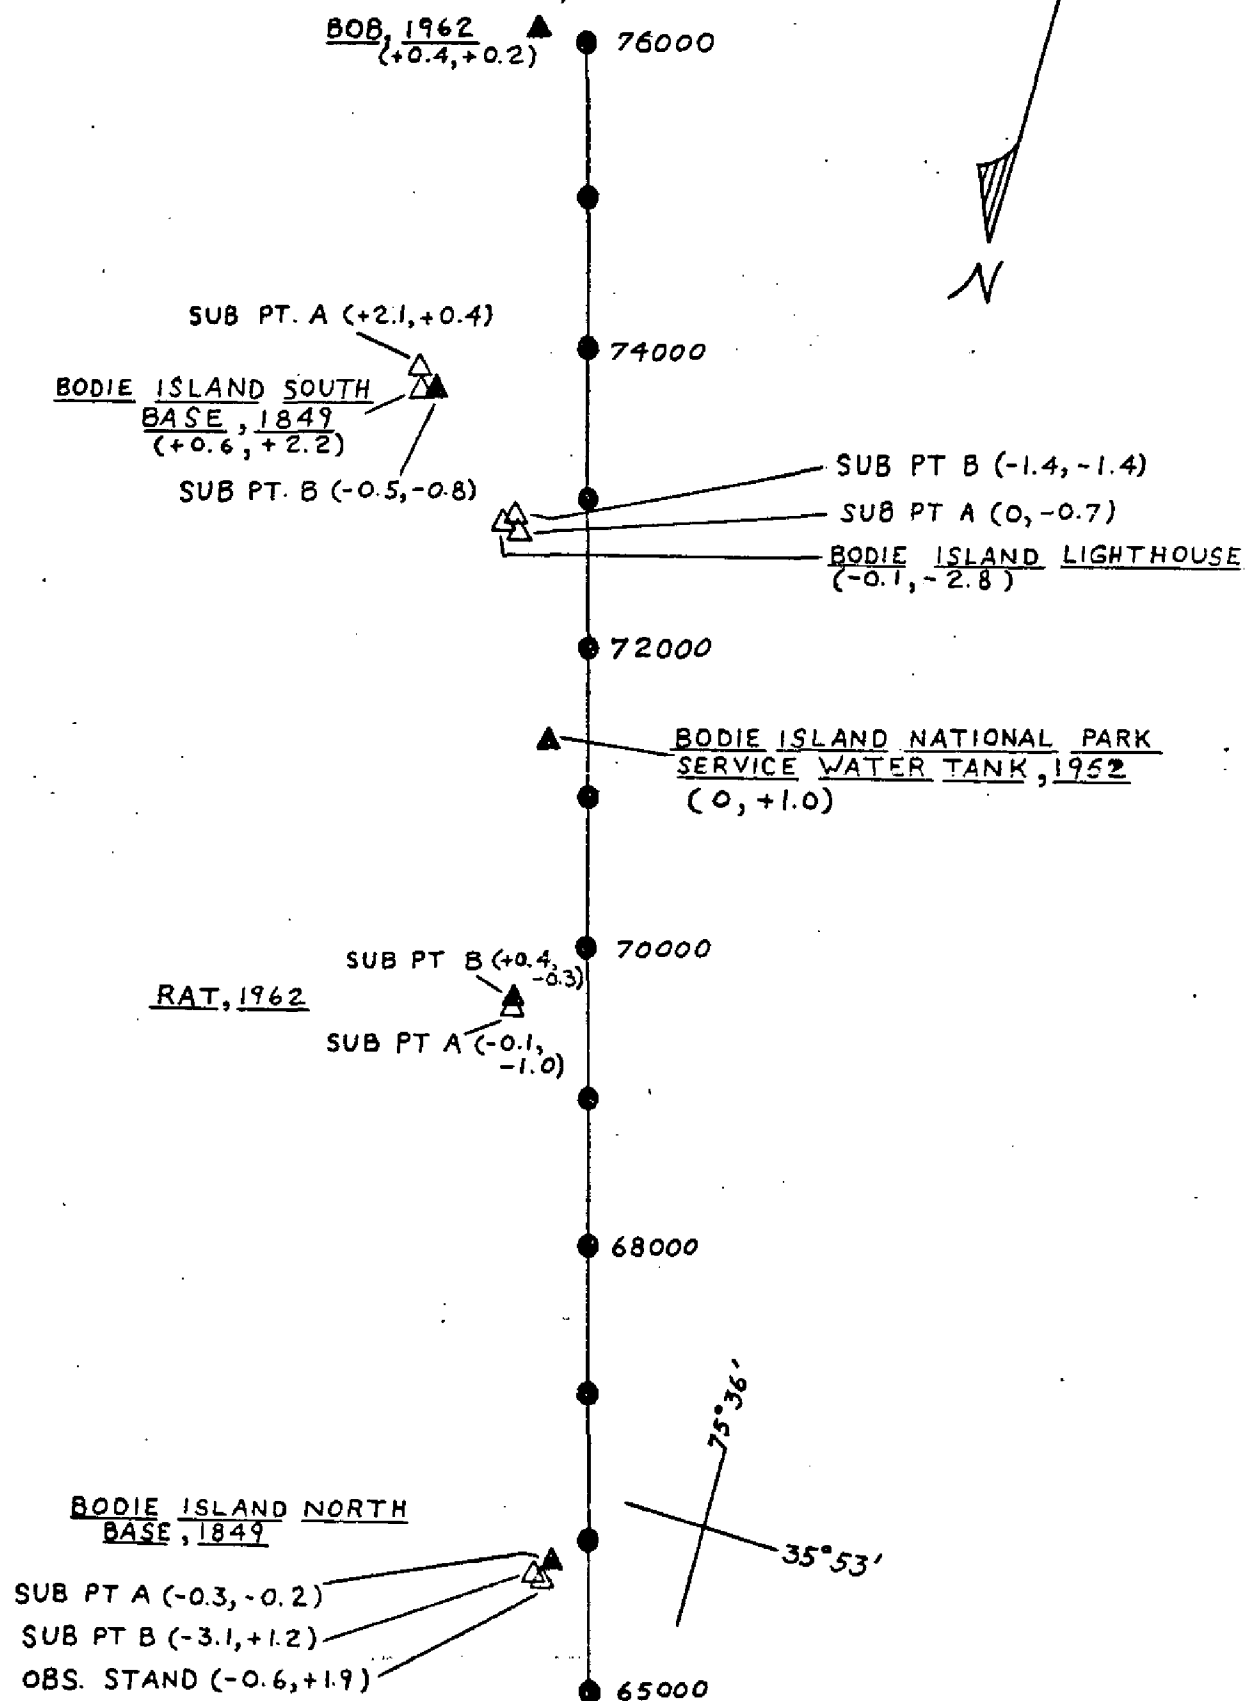 BOB, 1962
(+0.4, +0.2)
76000
N
SUB PT. A (+2.1, +0.4)
74000
BODIE ISLAND SOUTH
BASE, 1849
(+0.6, +2.2)
SUB PT. B (-0.5, -0.8)
SUB PT B (-1.4, -1.4)
SUB PT A (0, -0.7)
BODIE ISLAND LIGHTHOUSE
(-0.1, -2.8)
72000
BODIE ISLAND NATIONAL PARK
SERVICE WATER TANK, 1952
(0, +1.0)
70000
SUB PT B (+0.4,
-0.3)
RAT, 1962
SUB PT A (-0.1,
-1.0)
68000
75°36'
35°53'
BODIE ISLAND NORTH
BASE, 1849
SUB PT A (-0.3, -0.2)
SUB PT B (-3.1, +1.2)
OBS. STAND (-0.6, +1.9)
65000